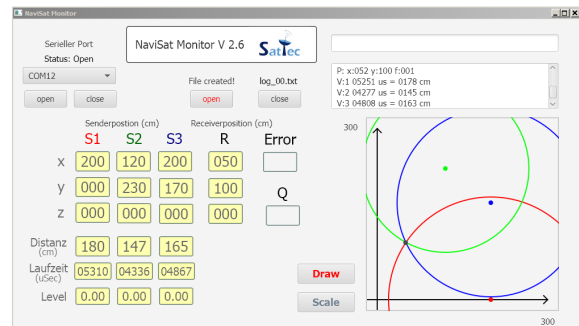 NaviSat Monitor
Serieller Port
NaviSat Monitor V 2.6
SatTec
Status: Open
COM12
File created!
log_00.txt
open close open close
P: x:052 y:100 f:001
V:1 05251 us = 0178 cm
V:2 04277 us = 0145 cm
V:3 04808 us = 0163 cm
Senderpostion (cm) Receiverposition (cm)
S1 S2 S3 R Error
x 200 120 200 050
y 000 230 170 100 Q
z 000 000 000 000
Distanz 180 147 165
(cm)
Laufzeit 05310 04336 04867
(uSec)
Level 0.00 0.00 0.00
Draw
Scale
300
300